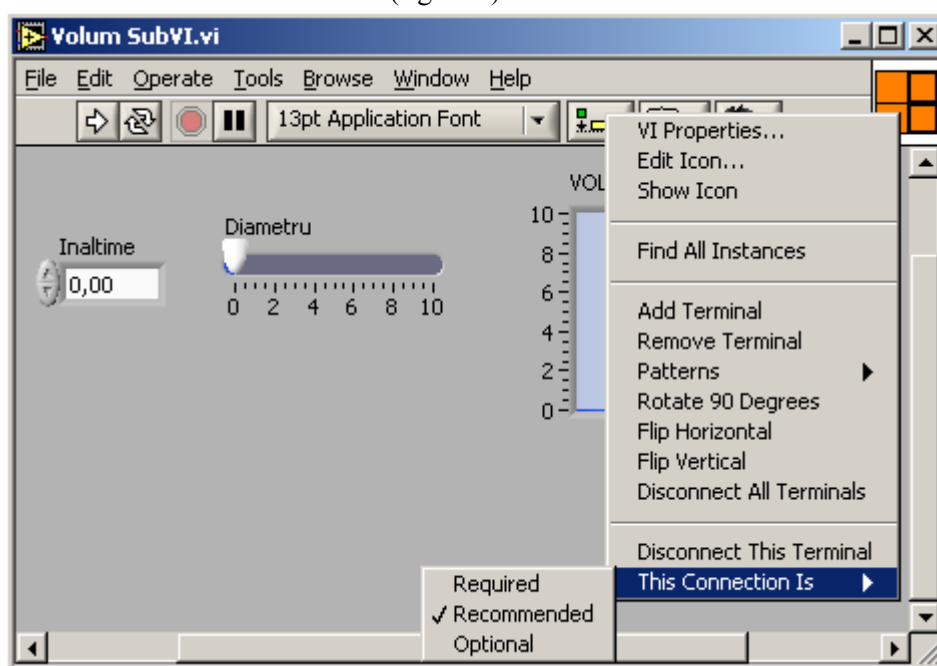 Volum SubVI.vi
File Edit Operate Tools Browse Window Help
13pt Application Font
VOL
Inaltime
0,00
Diametru
0 2 4 6 8 10
10
8
6
4
2
0
VI Properties...
Edit Icon...
Show Icon
Find All Instances
Add Terminal
Remove Terminal
Patterns
Rotate 90 Degrees
Flip Horizontal
Flip Vertical
Disconnect All Terminals
Disconnect This Terminal
This Connection Is
Required
Recommended
Optional